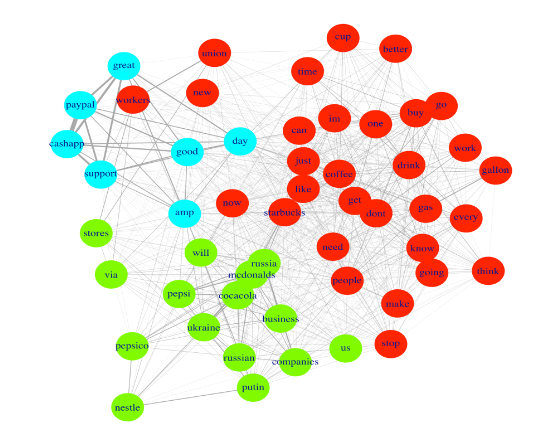 cup
better
union
great
time
new
workers
paypal
go
buy
im
one
can
cashapp
day
work
good
just
drink
gallon
support
coffee
like
get
now
starbucks
dont
amp
gas
every
stores
know
will
need
russia
going
think
via
mcdonalds
people
pepsi
cocacola
make
business
ukraine
stop
pepsico
us
russian
companies
putin
nestle